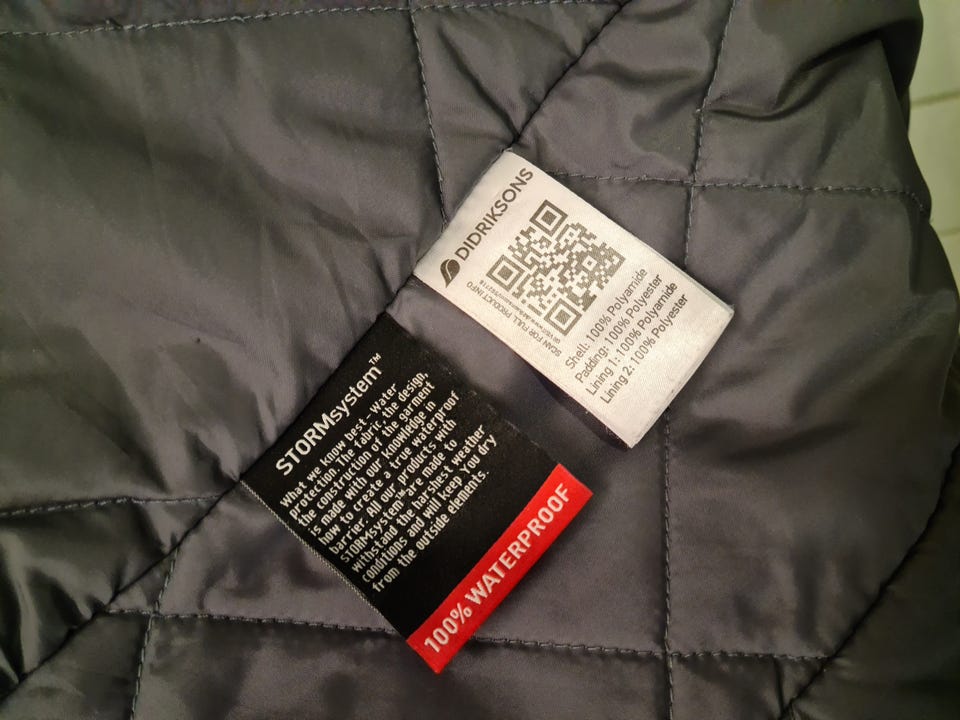 DIDRIKSONS
SCAN FOR FULL PRODUCT INFO
Shell: 100% Polyamide
Padding: 100% Polyester
Lining 1: 100% Polyamide
Lining 2: 100% Polyester
STORMsystem™
What we know best - water
protection. The fabric, the design,
the construction of the garment
is made with our knowledge in
how to create a true waterproof
barrier. All our products with
STORMsystem™ are made to
withstand the harshest weather
conditions and will keep you dry
from the outside elements.
100% WATERPROOF